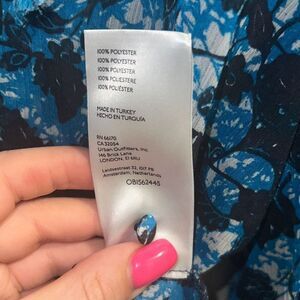 100% POLYESTER
100% POLYESTER
100% POLYESTER
100% POLIESTERE
100% POLIÉSTER
MADE IN TURKEY
HECHO EN TURQUÍA
RN 66170
CA 32054
Urban Outfitters, Inc.
146 Brick Lane
LONDON, E1 6RU
Leidsestraat 32, 1017 PB
Amsterdam, Netherlands
OBIS62445